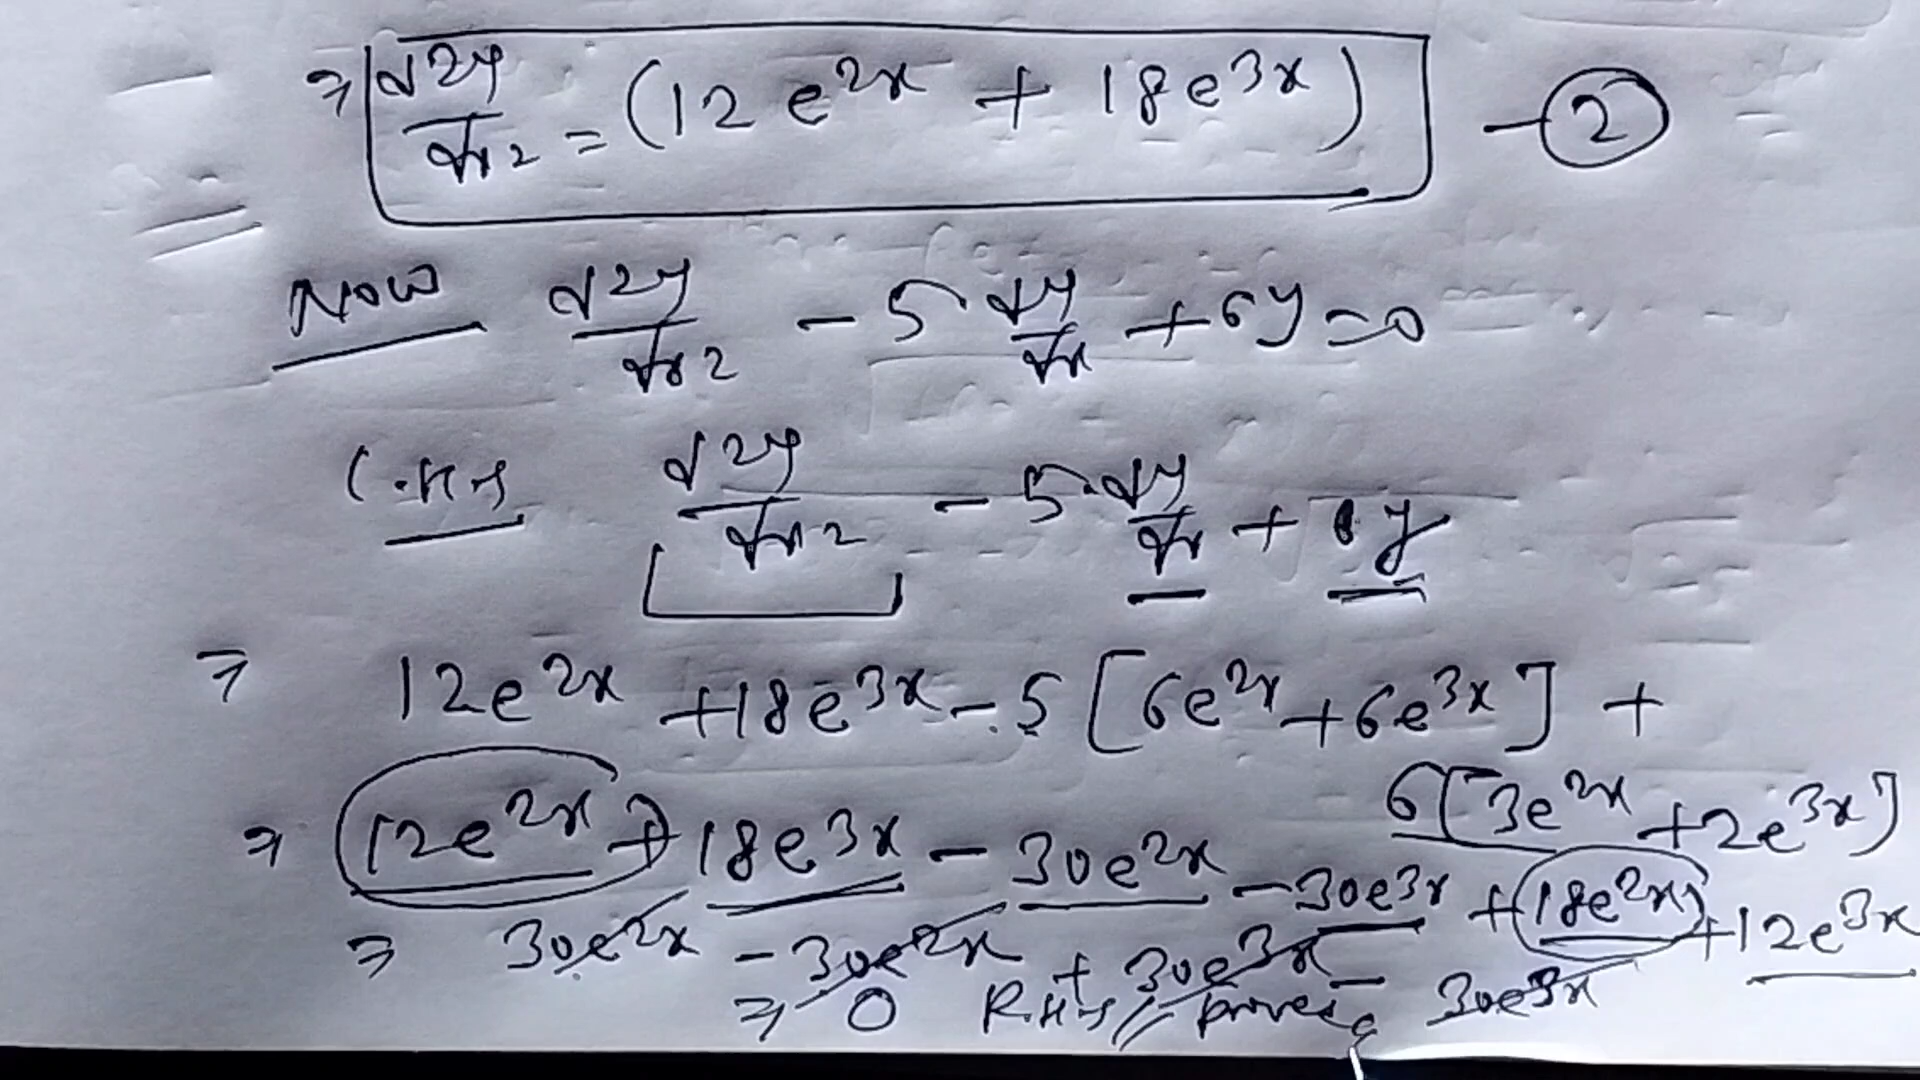 ⇒ d2y/dx2 = (12e^2x + 18e^3x) - ②
Now d2y/dx2 - 5 dy/dx + 6y = 0
L.H.S d2y/dx2 - 5.dy/dx + 6y
⇒ 12e^2x + 18e^3x - 5[6e^2x + 6e^3x] +
6[3e^2x + 2e^3x]
⇒ 12e^2x + 18e^3x - 30e^2x - 30e^3x + 18e^2x + 12e^3x
⇒ 30e^2x - 30e^2x + 30e^3x - 30e^3x
⇒ 0 R.H.S // proved